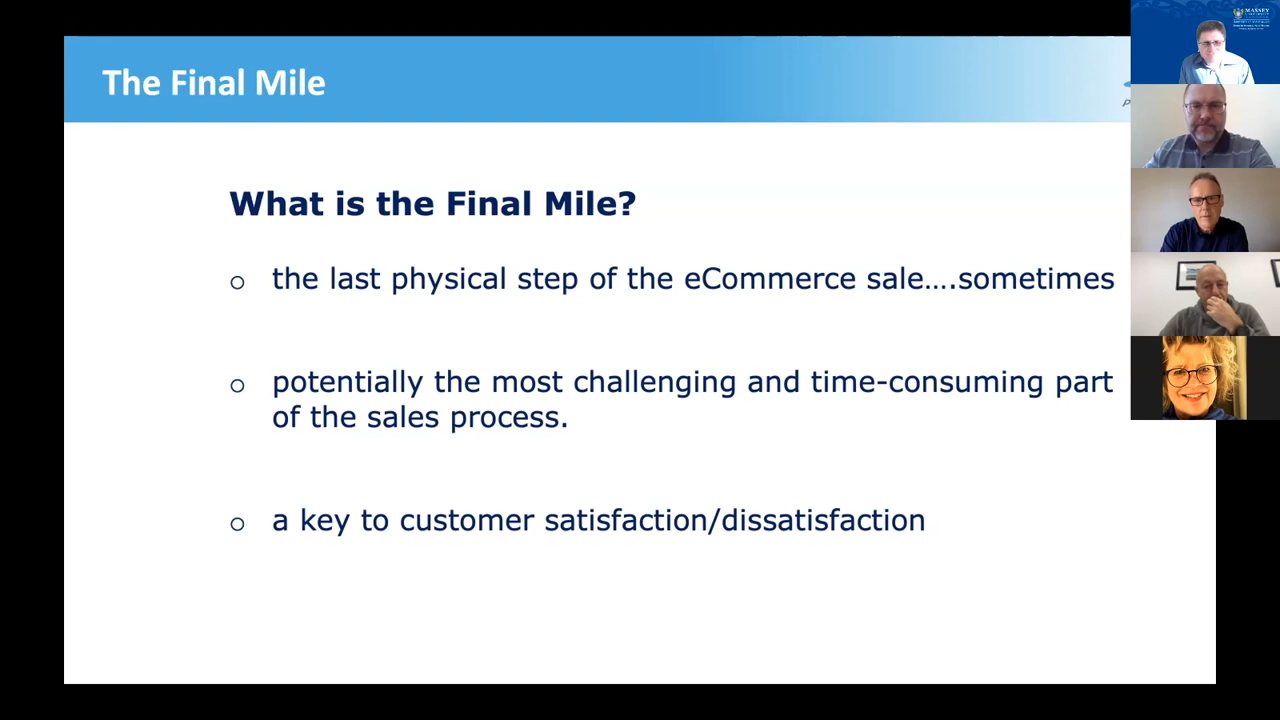 The Final Mile
MASSEY
What is the Final Mile?
o the last physical step of the eCommerce sale….sometimes
o potentially the most challenging and time-consuming part
of the sales process.
o a key to customer satisfaction/dissatisfaction